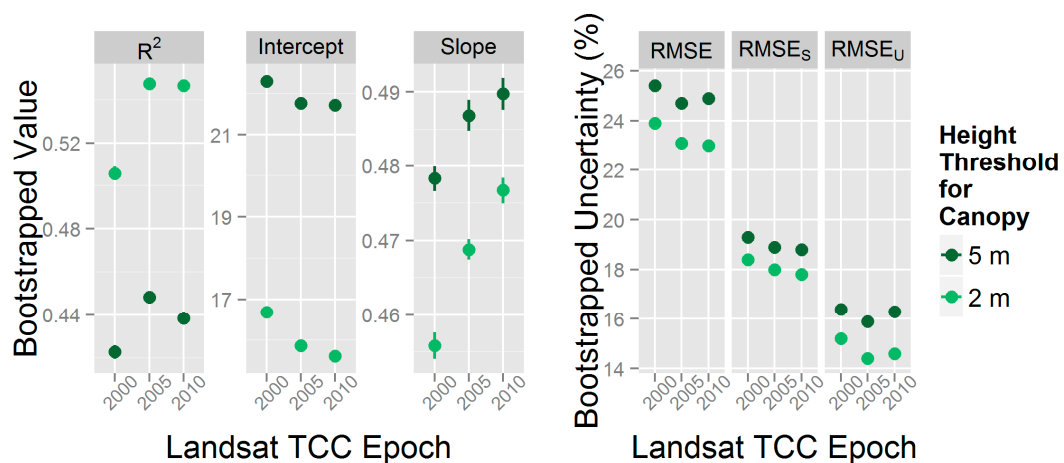 R²
Intercept
Slope
Bootstrapped Value
0.52
0.48
0.44
21
19
17
0.49
0.48
0.47
0.46
2000
2005
2010
2000
2005
2010
2000
2005
2010
Landsat TCC Epoch
RMSE
RMSE_S
RMSE_U
Bootstrapped Uncertainty (%)
26
24
22
20
18
16
14
2000
2005
2010
2000
2005
2010
2000
2005
2010
Landsat TCC Epoch
Height
Threshold
for
Canopy
5 m
2 m